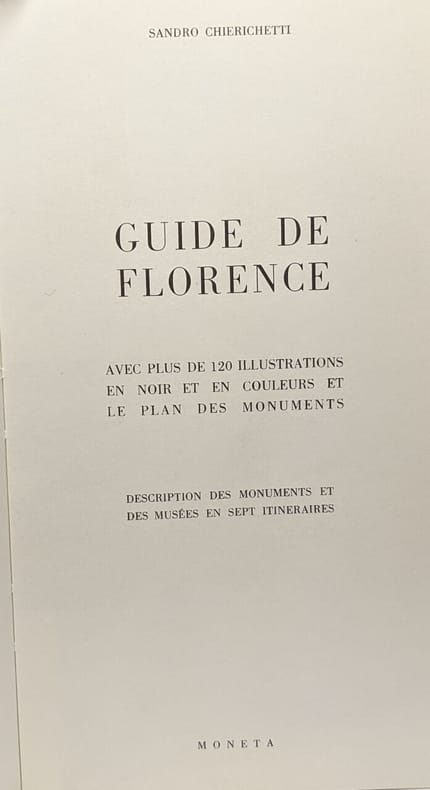 SANDRO CHIERICHETTI
GUIDE DE
FLORENCE
AVEC PLUS DE 120 ILLUSTRATIONS
EN NOIR ET EN COULEURS ET
LE PLAN DES MONUMENTS
DESCRIPTION DES MONUMENTS ET
DES MUSÉES EN SEPT ITINERAIRES
MONETA